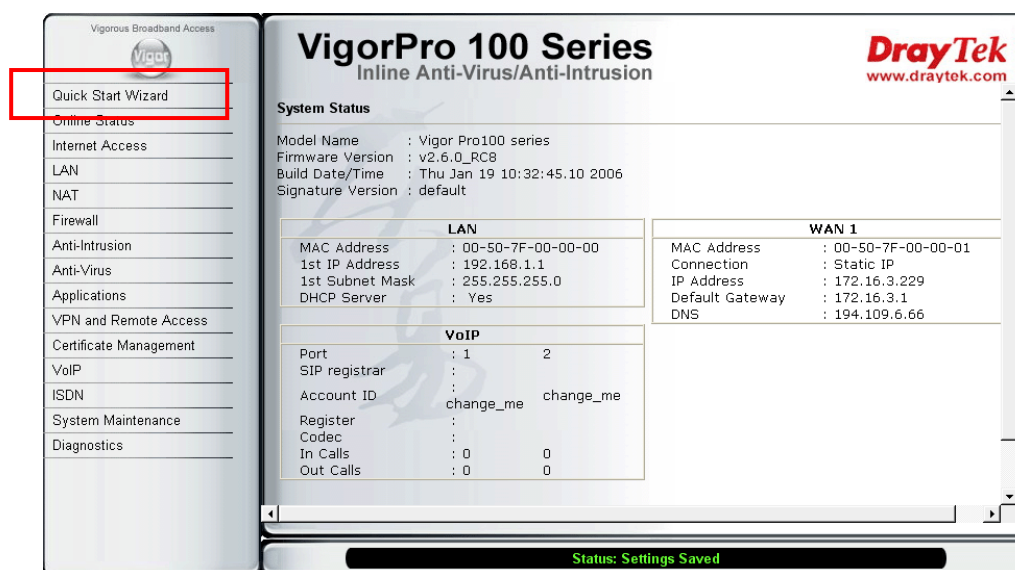 Vigorous Broadband Access
Vigor
Quick Start Wizard
Online Status
Internet Access
LAN
NAT
Firewall
Anti-Intrusion
Anti-Virus
Applications
VPN and Remote Access
Certificate Management
VoIP
ISDN
System Maintenance
Diagnostics
VigorPro 100 Series
Inline Anti-Virus/Anti-Intrusion
DrayTek
www.draytek.com
System Status
Model Name : Vigor Pro100 series
Firmware Version : v2.6.0_RC8
Build Date/Time : Thu Jan 19 10:32:45.10 2006
Signature Version : default
LAN
MAC Address : 00-50-7F-00-00-00
1st IP Address : 192.168.1.1
1st Subnet Mask : 255.255.255.0
DHCP Server : Yes
WAN 1
MAC Address : 00-50-7F-00-00-01
Connection : Static IP
IP Address : 172.16.3.229
Default Gateway : 172.16.3.1
DNS : 194.109.6.66
VoIP
Port : 1 2
SIP registrar :
Account ID : change_me change_me
Register :
Codec :
In Calls : 0 0
Out Calls : 0 0
Status: Settings Saved